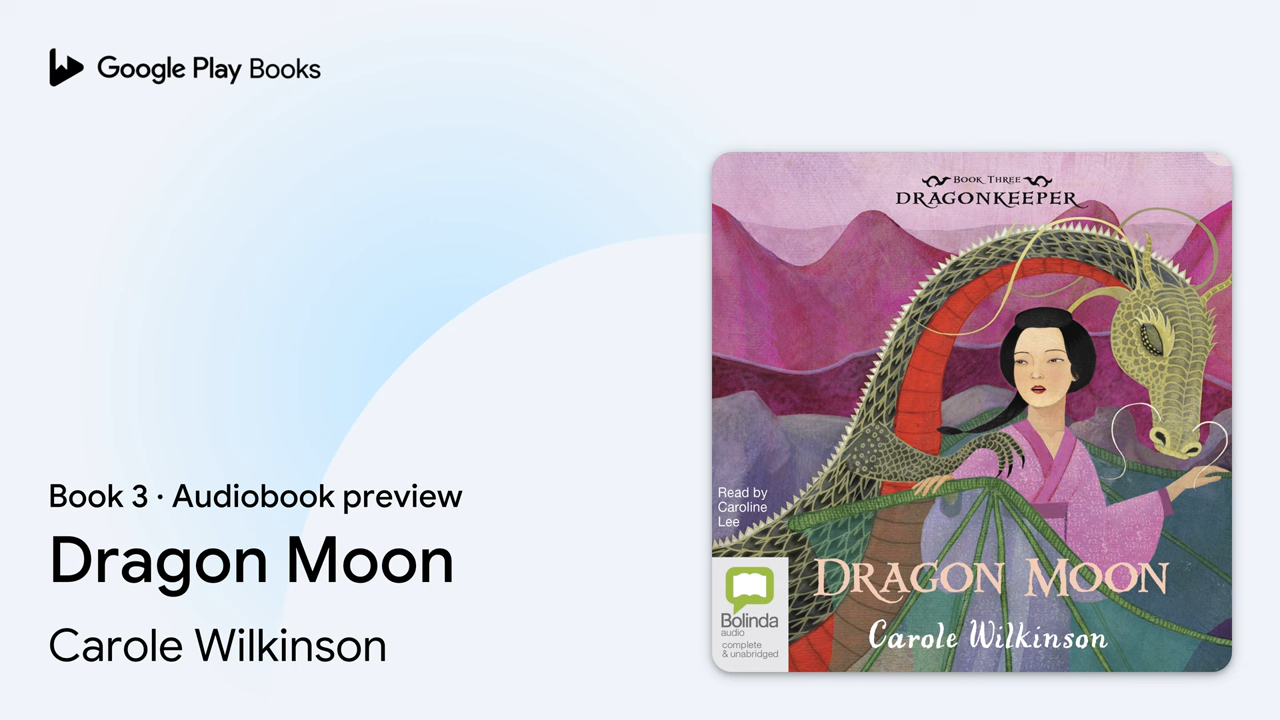 Google Play Books
Book 3 · Audiobook preview
Dragon Moon
Carole Wilkinson
Book Three
Dragonkeeper
Read by
Caroline
Lee
Bolinda
audio
complete
& unabridged
Dragon Moon
Carole Wilkinson